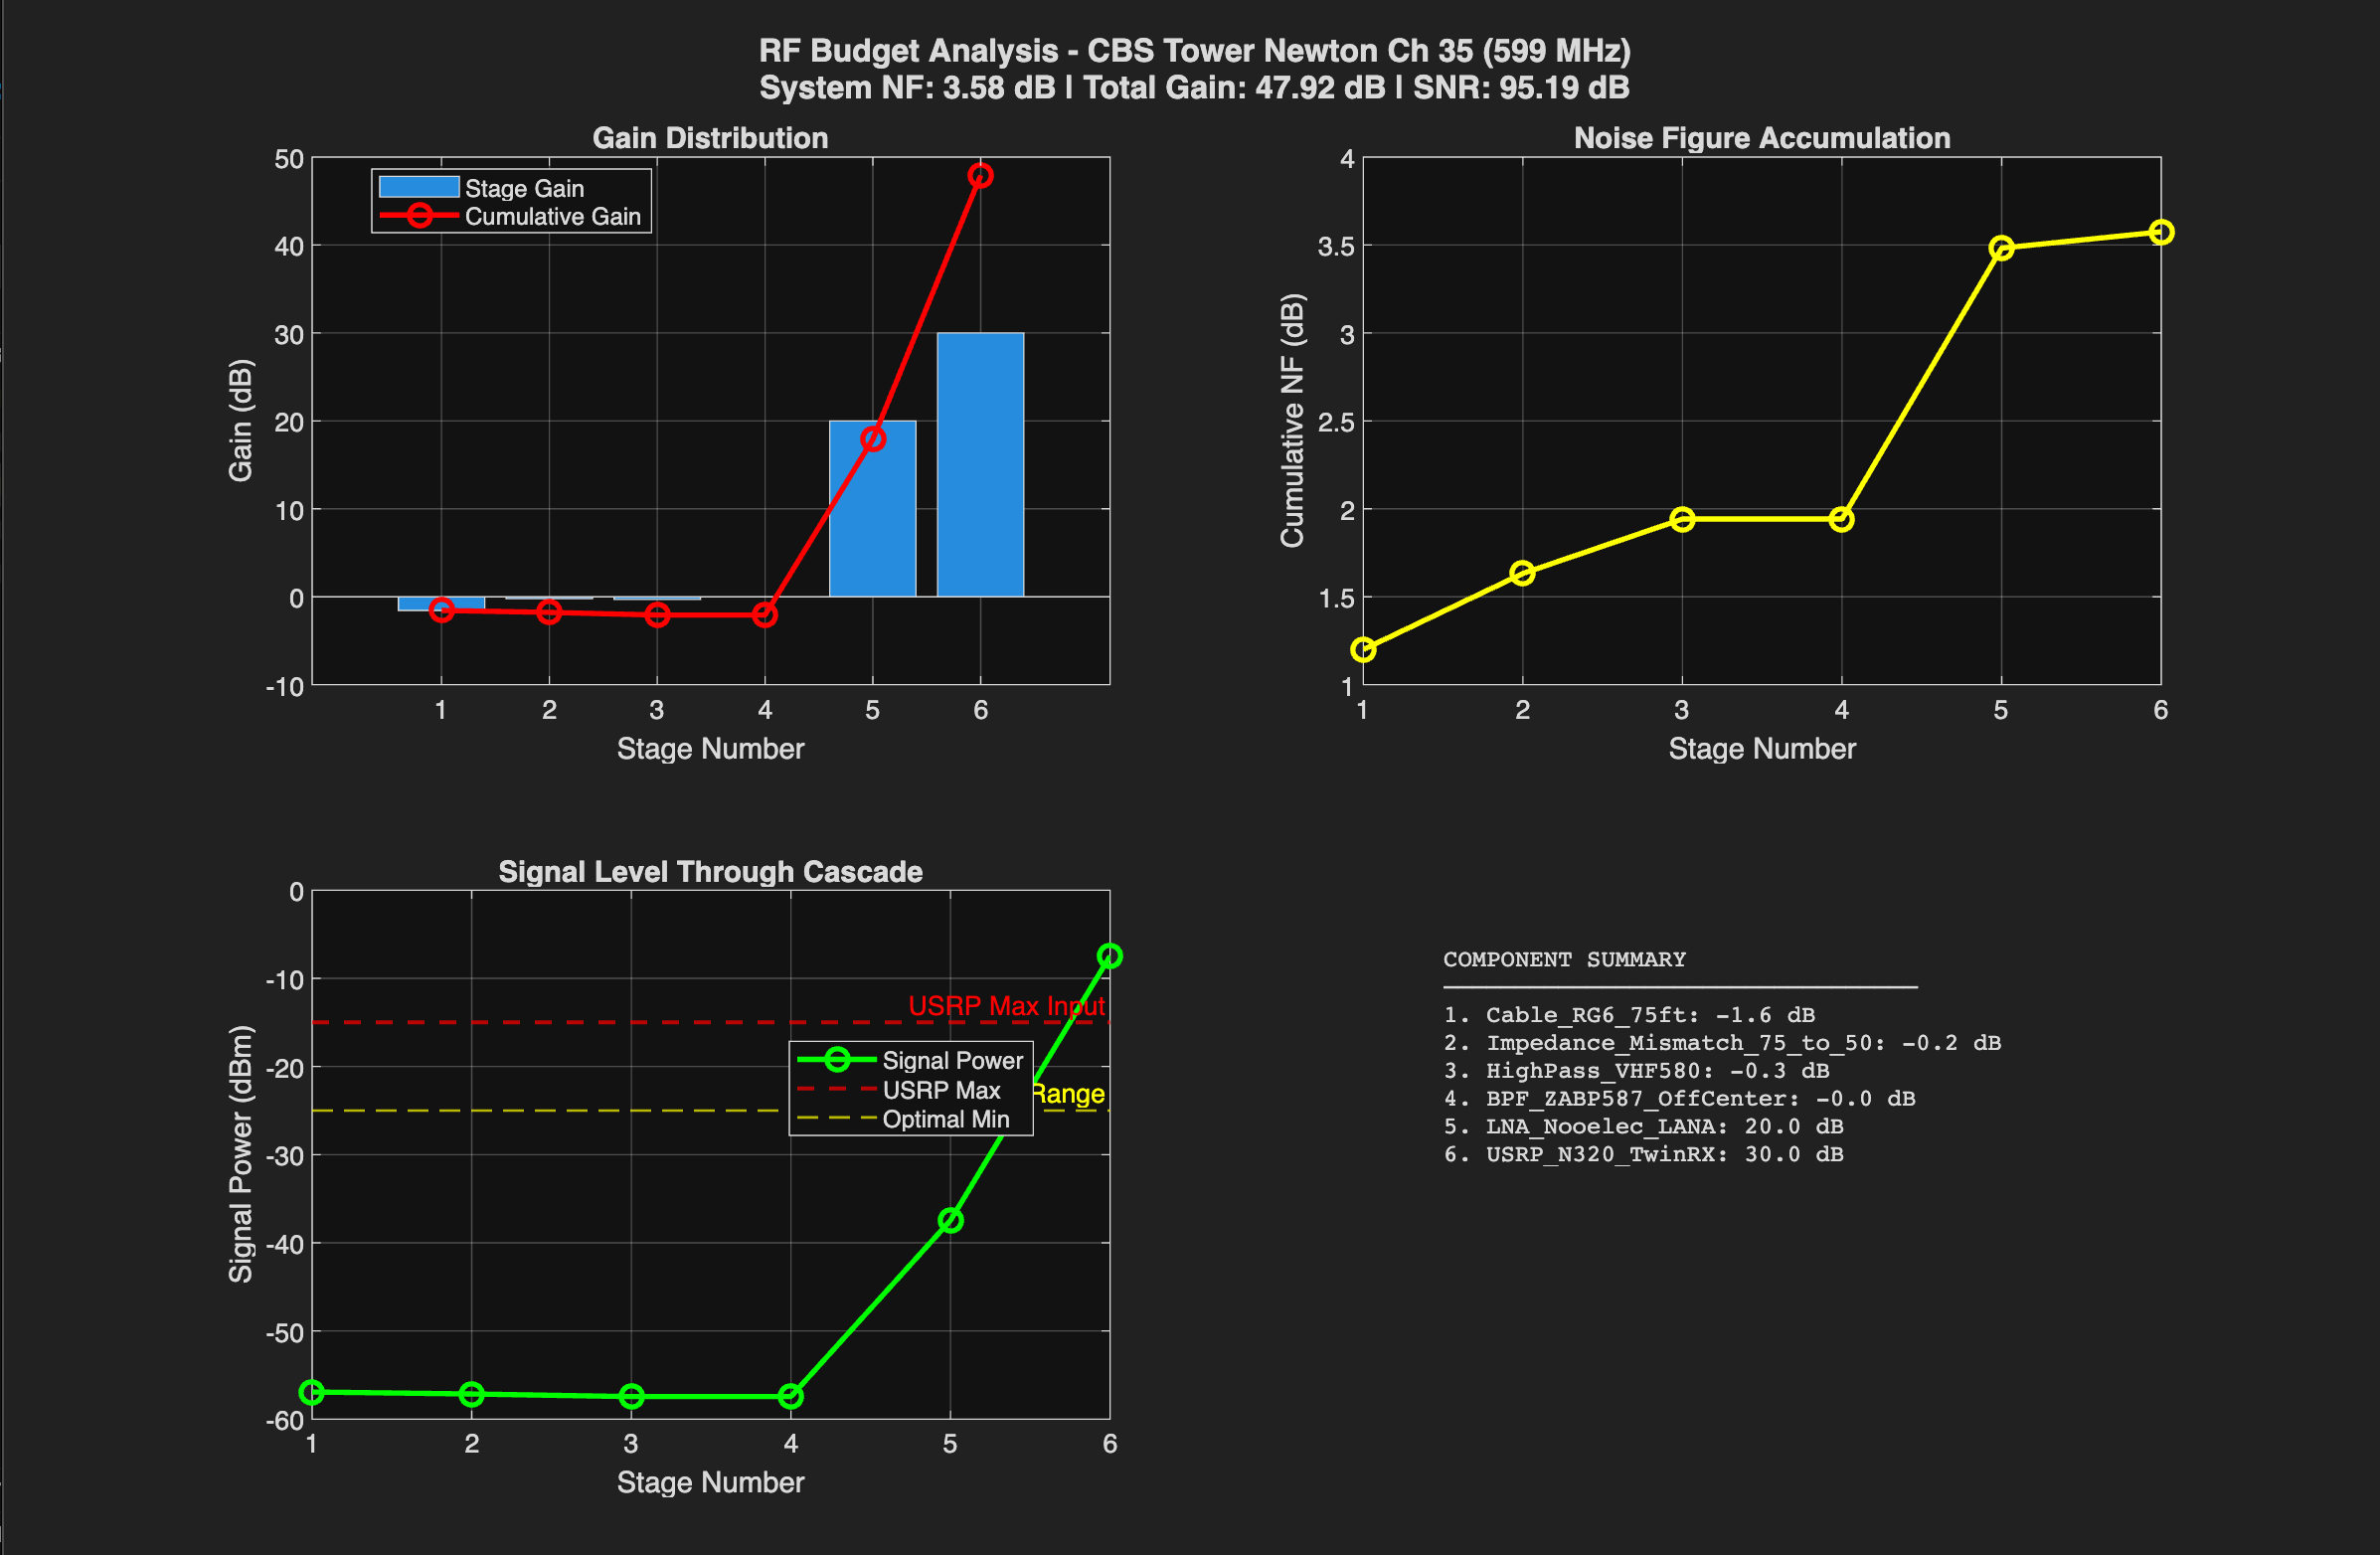 RF Budget Analysis - CBS Tower Newton Ch 35 (599 MHz)
System NF: 3.58 dB | Total Gain: 47.92 dB | SNR: 95.19 dB
Gain Distribution
50
40
30
20
10
0
-10
Gain (dB)
Stage Gain
Cumulative Gain
1 2 3 4 5 6
Stage Number
Noise Figure Accumulation
4
3.5
3
2.5
2
1.5
1
Cumulative NF (dB)
1 2 3 4 5 6
Stage Number
Signal Level Through Cascade
0
-10
-20
-30
-40
-50
-60
Signal Power (dBm)
USRP Max Input
Signal Power
USRP Max
Optimal Min
Range
1 2 3 4 5 6
Stage Number
COMPONENT SUMMARY
1. Cable_RG6_75ft: -1.6 dB
2. Impedance_Mismatch_75_to_50: -0.2 dB
3. HighPass_VHF580: -0.3 dB
4. BPF_ZABP587_OffCenter: -0.0 dB
5. LNA_Nooelec_LANA: 20.0 dB
6. USRP_N320_TwinRX: 30.0 dB